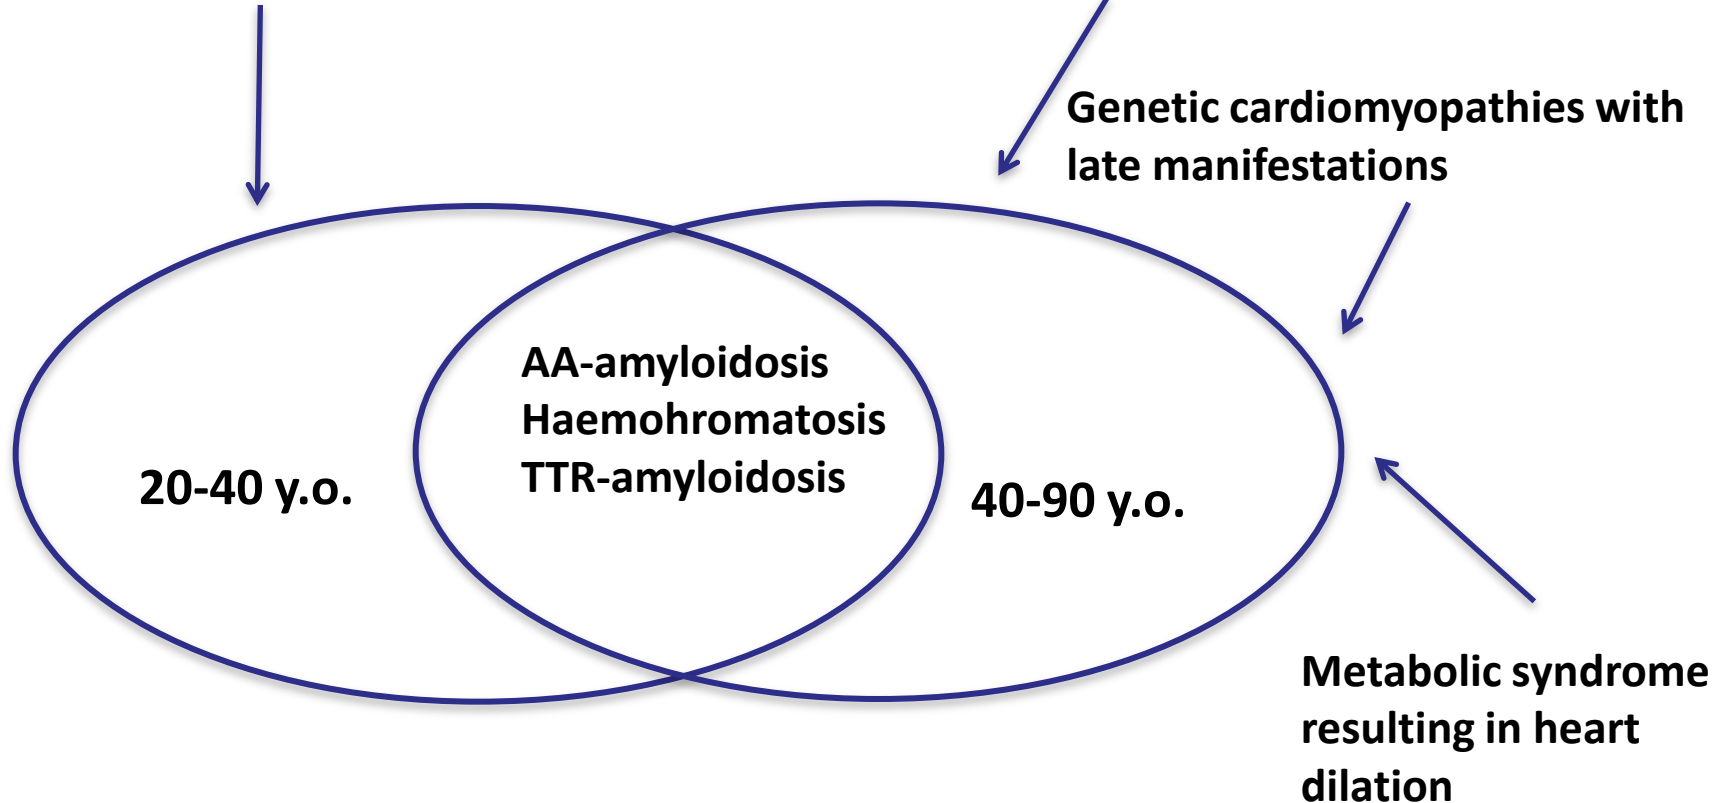 Genetic cardiomyopathies with
late manifestations
AA-amyloidosis
Haemohromatosis
TTR-amyloidosis
20-40 y.o.
40-90 y.o.
Metabolic syndrome
resulting in heart
dilation